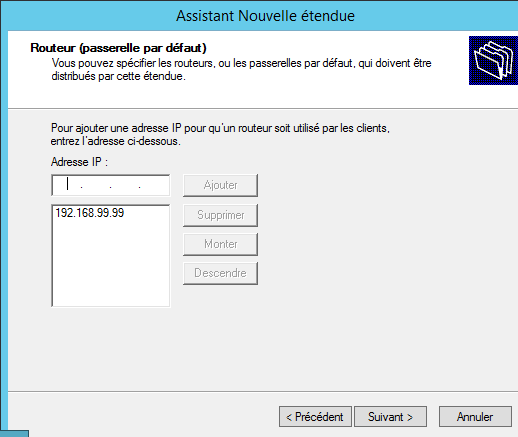 Assistant Nouvelle étendue
Routeur (passerelle par défaut)
Vous pouvez spécifier les routeurs, ou les passerelles par défaut, qui doivent être
distribués par cette étendue.
Pour ajouter une adresse IP pour qu'un routeur soit utilisé par les clients,
entrez l'adresse ci-dessous.
Adresse IP :
. . .
Ajouter
192.168.99.99
Supprimer
Monter
Descendre
< Précédent
Suivant >
Annuler